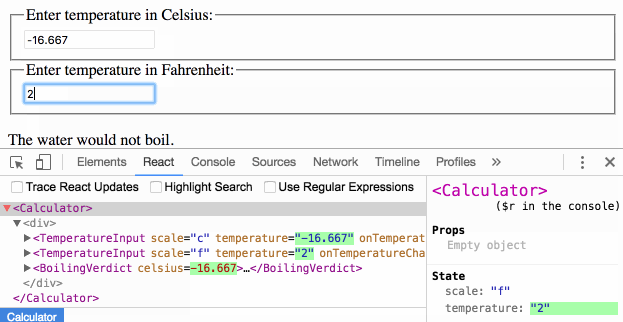 Enter temperature in Celsius:
-16.667
Enter temperature in Fahrenheit:
2
The water would not boil.
Elements React Console Sources Network Timeline Profiles »
Trace React Updates Highlight Search Use Regular Expressions
<Calculator>
<div>
<TemperatureInput scale="c" temperature="-16.667" onTemperat
<TemperatureInput scale="f" temperature="2" onTemperatureCha
<BoilingVerdict celsius=-16.667>…</BoilingVerdict>
</div>
</Calculator>
Calculator
<Calculator>
($r in the console)
Props
Empty object
State
scale: "f"
temperature: "2"